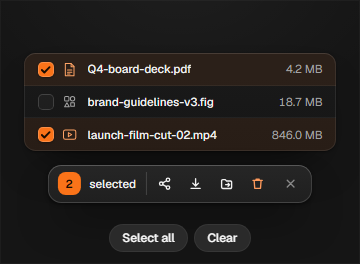 Q4-board-deck.pdf 4.2 MB
brand-guidelines-v3.fig 18.7 MB
launch-film-cut-02.mp4 846.0 MB
2 selected
Select all Clear